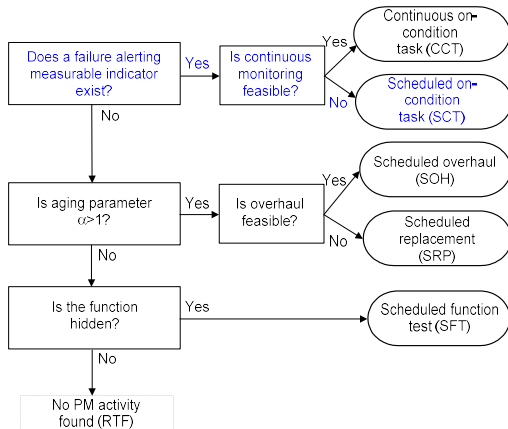 Does a failure alerting
measurable indicator
exist?
Yes
Is continuous
monitoring
feasible?
Yes
Continuous on-
condition
task (CCT)
No
Scheduled on-
condition
task (SCT)
No
Is aging parameter
α>1?
Yes
Is overhaul
feasible?
Yes
Scheduled overhaul
(SOH)
No
Scheduled
replacement
(SRP)
No
Is the function
hidden?
Yes
Scheduled function
test (SFT)
No
No PM activity
found (RTF)